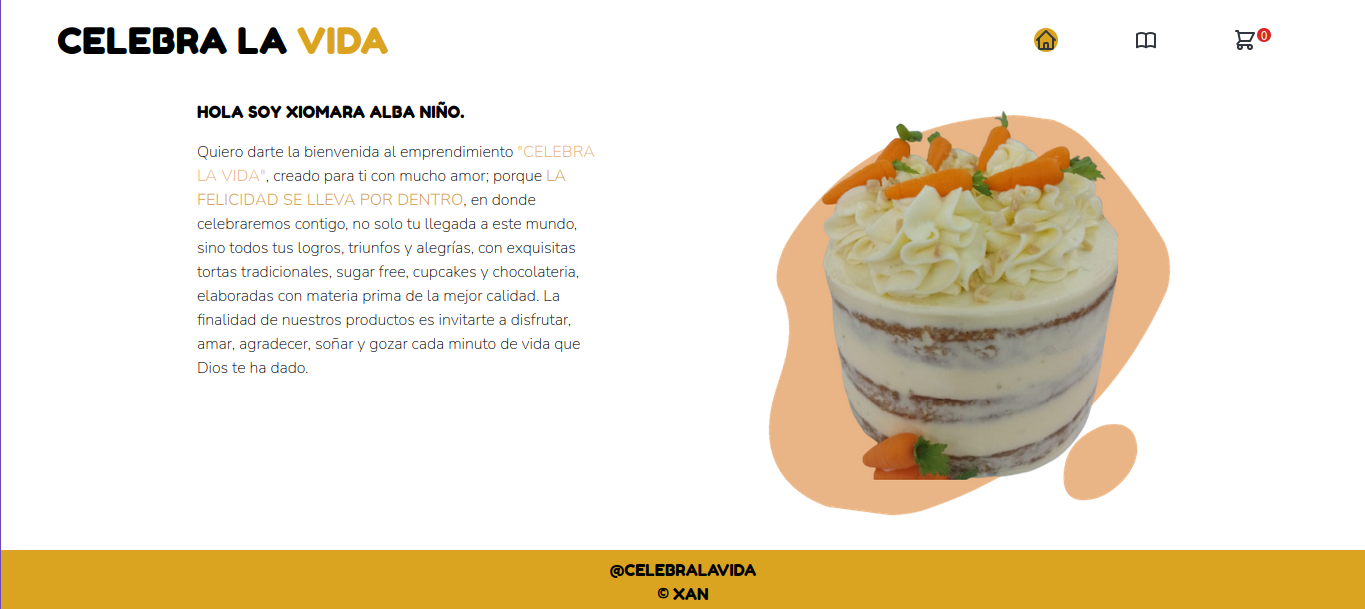 CELEBRA LA VIDA
0
HOLA SOY XIOMARA ALBA NIÑO.
Quiero darte la bienvenida al emprendimiento "CELEBRA
LA VIDA", creado para ti con mucho amor; porque LA
FELICIDAD SE LLEVA POR DENTRO, en donde
celebraremos contigo, no solo tu llegada a este mundo,
sino todos tus logros, triunfos y alegrías, con exquisitas
tortas tradicionales, sugar free, cupcakes y chocolateria,
elaboradas con materia prima de la mejor calidad. La
finalidad de nuestros productos es invitarte a disfrutar,
amar, agradecer, soñar y gozar cada minuto de vida que
Dios te ha dado.
@CELEBRALAVIDA
© XAN